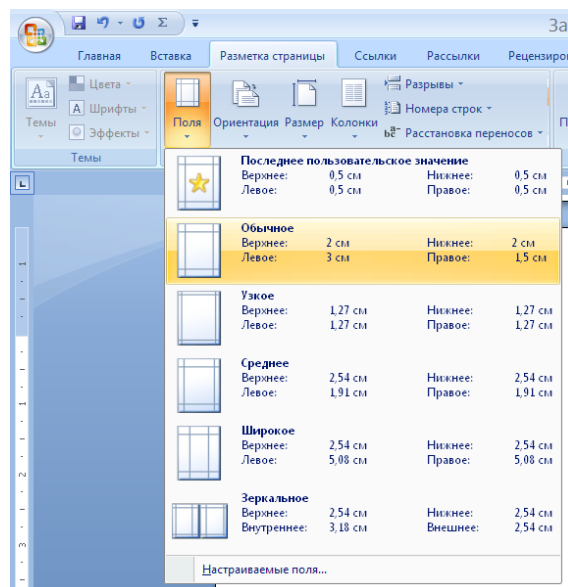 За
Главная Вставка Разметка страницы Ссылки Рассылки Рецензиро
Aa Темы
Цвета
A Шрифты
Эффекты
Поля Ориентация Размер Колонки
Разрывы
Номера строк
Расстановка переносов
П
Темы
Последнее пользовательское значение
Верхнее: 0,5 см Нижнее: 0,5 см
Левое: 0,5 см Правое: 0,5 см
Обычное
Верхнее: 2 см Нижнее: 2 см
Левое: 3 см Правое: 1,5 см
Узкое
Верхнее: 1,27 см Нижнее: 1,27 см
Левое: 1,27 см Правое: 1,27 см
Среднее
Верхнее: 2,54 см Нижнее: 2,54 см
Левое: 1,91 см Правое: 1,91 см
Широкое
Верхнее: 2,54 см Нижнее: 2,54 см
Левое: 5,08 см Правое: 5,08 см
Зеркальное
Верхнее: 2,54 см Нижнее: 2,54 см
Внутреннее: 3,18 см Внешнее: 2,54 см
Настраиваемые поля...
1
1
2
3